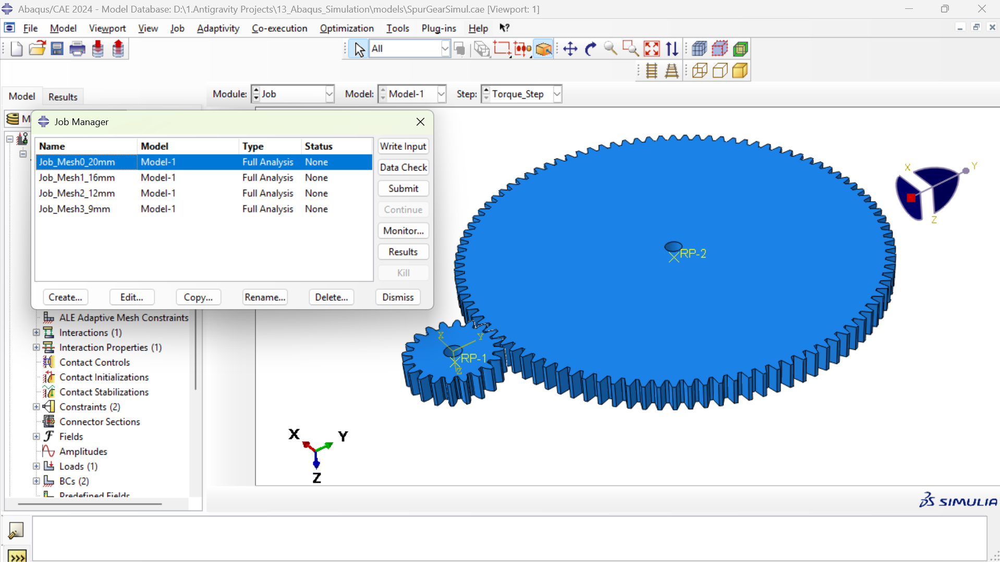 Abaqus/CAE 2024 - Model Database: D:\1.Antigravity Projects\13_Abaqus_Simulation\models\SpurGearSimul.cae [Viewport: 1]
File Model Viewport View Job Adaptivity Co-execution Optimization Tools Plug-ins Help
All
Model Results
Module: Job Model: Model-1 Step: Torque_Step
M
Job Manager
Name Model Type Status
Job_Mesh0_20mm Model-1 Full Analysis None
Job_Mesh1_16mm Model-1 Full Analysis None
Job_Mesh2_12mm Model-1 Full Analysis None
Job_Mesh3_9mm Model-1 Full Analysis None
Write Input
Data Check
Submit
Continue
Monitor...
Results
Kill
Create... Edit... Copy... Rename... Delete... Dismiss
ALE Adaptive Mesh Constraints
Interactions (1)
Interaction Properties (1)
Contact Controls
Contact Initializations
Contact Stabilizations
Constraints (2)
Connector Sections
Fields
Amplitudes
Loads (1)
BCs (2)
Predefined Fields
X
Y
Z
RP-2
X
Y
RP-1
Z
X
Y
Z
SIMULIA
>>>